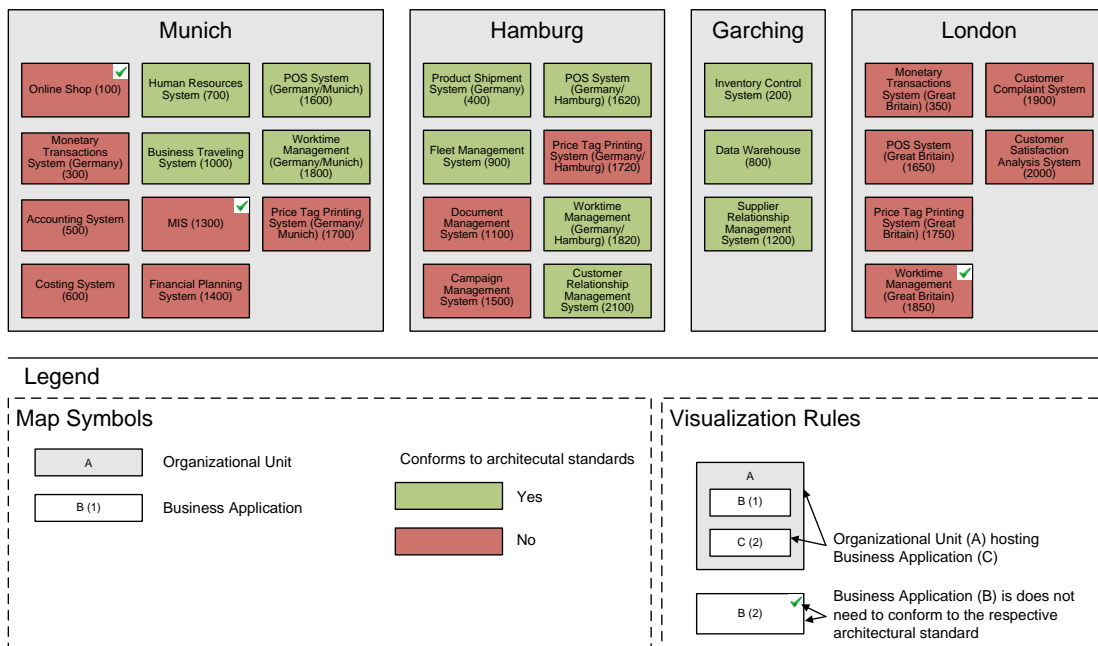 Munich
Online Shop (100)
Human Resources
System (700)
POS System
(Germany/Munich)
(1600)
Monetary
Transactions
System (Germany)
(300)
Business Traveling
System (1000)
Worktime
Management
(Germany/Munich)
(1800)
Accounting System
(500)
MIS (1300)
Price Tag Printing
System (Germany/
Munich) (1700)
Costing System
(600)
Financial Planning
System (1400)
Hamburg
Product Shipment
System (Germany)
(400)
POS System
(Germany/
Hamburg) (1620)
Fleet Management
System (900)
Price Tag Printing
System (Germany/
Hamburg) (1720)
Document
Management
System (1100)
Worktime
Management
(Germany/
Hamburg) (1820)
Campaign
Management
System (1500)
Customer
Relationship
Management
System (2100)
Garching
Inventory Control
System (200)
Data Warehouse
(800)
Supplier
Relationship
Management
System (1200)
London
Monetary
Transactions
System (Great
Britain) (350)
Customer
Complaint System
(1900)
POS System
(Great Britain)
(1650)
Customer
Satisfaction
Analysis System
(2000)
Price Tag Printing
System (Great
Britain) (1750)
Worktime
Management
(Great Britain)
(1850)
Legend
Map Symbols
A
Organizational Unit
B (1)
Business Application
Conforms to architecutal standards
Yes
No
Visualization Rules
A
B (1)
C (2)
Organizational Unit (A) hosting
Business Application (C)
B (2)
Business Application (B) is does not
need to conform to the respective
architectural standard